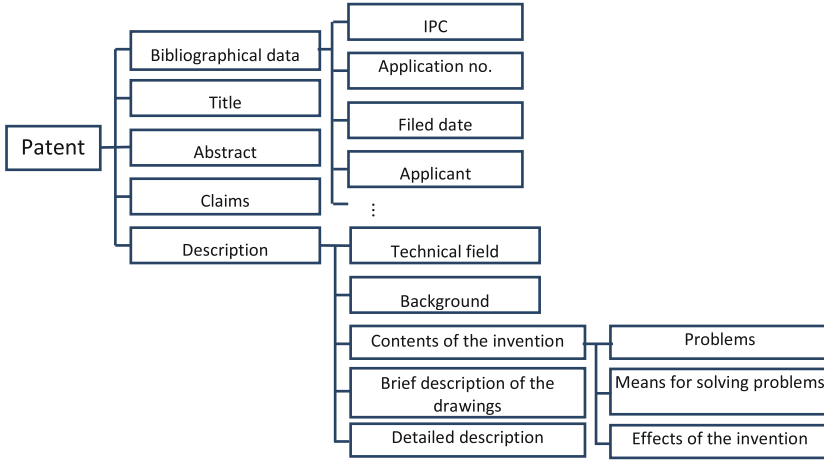 Patent
Bibliographical data
Title
Abstract
Claims
Description
IPC
Application no.
Filed date
Applicant
⋮
Technical field
Background
Contents of the invention
Brief description of the
drawings
Detailed description
Problems
Means for solving problems
Effects of the invention